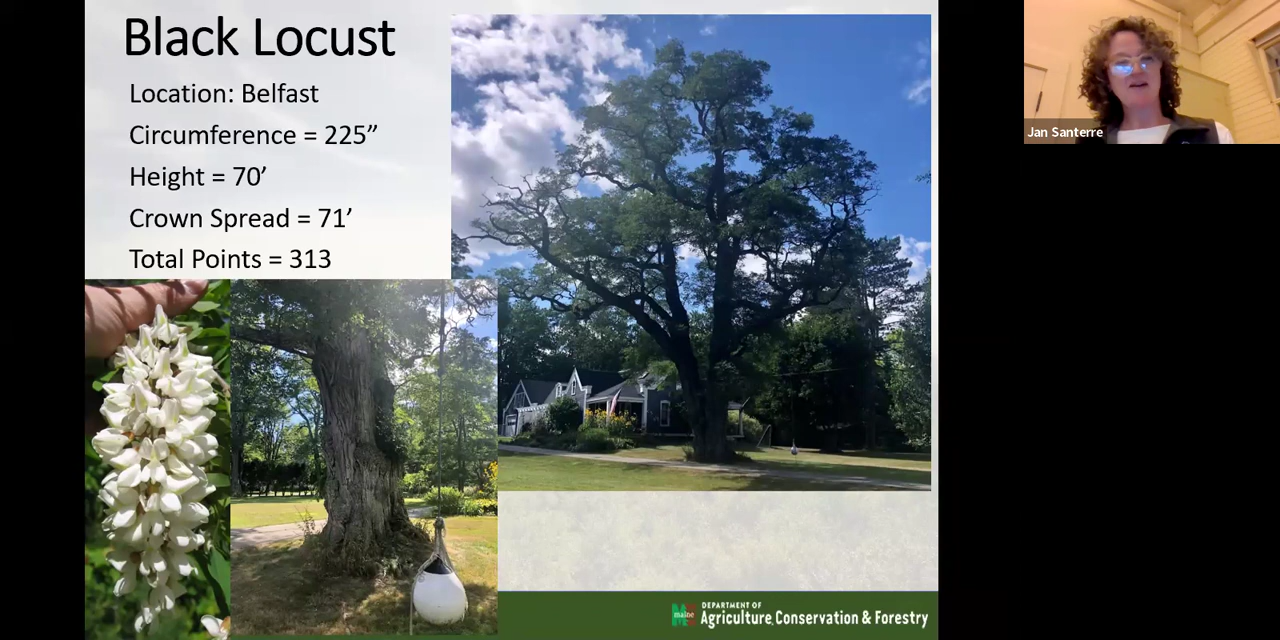 Black Locust
Location: Belfast
Circumference = 225”
Height = 70’
Crown Spread = 71’
Total Points = 313
Jan Santerre
maine
DEPARTMENT OF
Agriculture, Conservation & Forestry